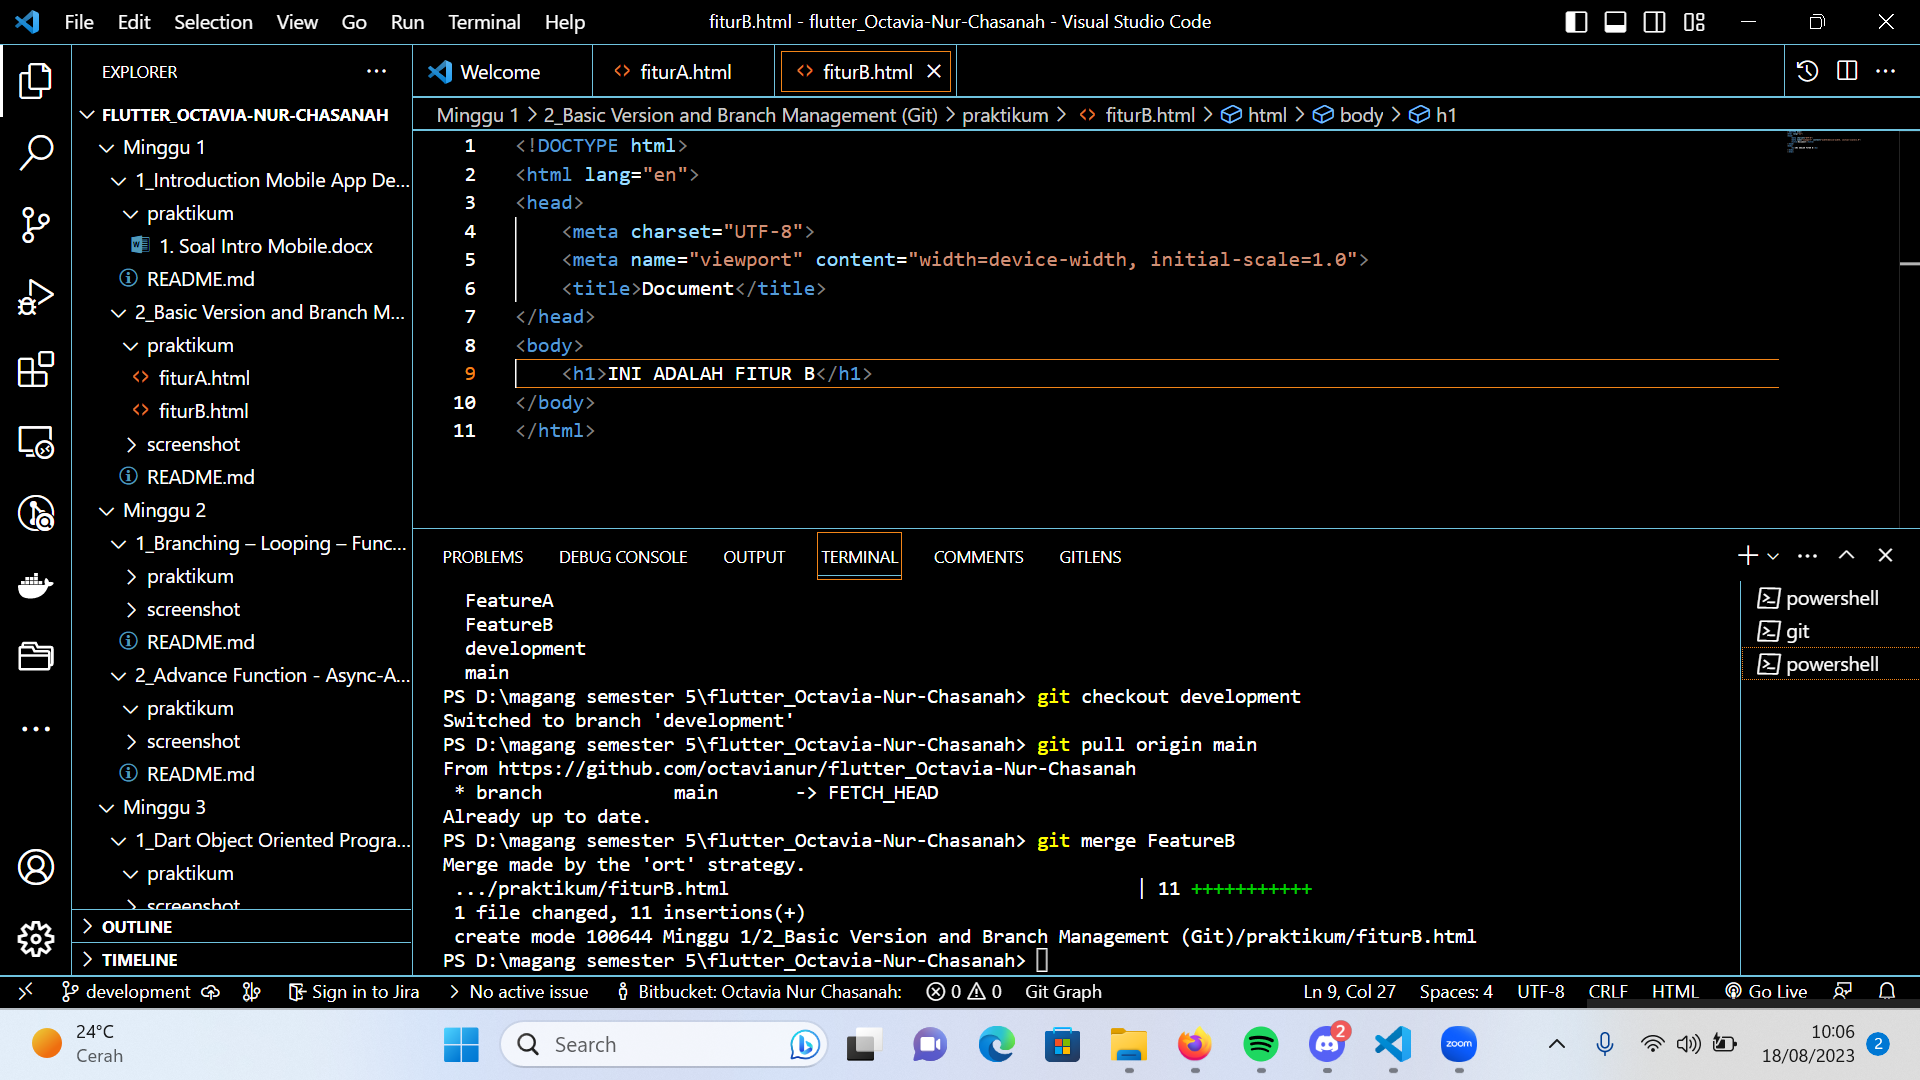 File Edit Selection View Go Run Terminal Help
fiturB.html - flutter_Octavia-Nur-Chasanah - Visual Studio Code
EXPLORER
FLUTTER_OCTAVIA-NUR-CHASANAH
Minggu 1
1_Introduction Mobile App De...
praktikum
1. Soal Intro Mobile.docx
README.md
2_Basic Version and Branch M...
praktikum
fiturA.html
fiturB.html
screenshot
README.md
Minggu 2
1_Branching – Looping – Func...
praktikum
screenshot
README.md
2_Advance Function - Async-A...
praktikum
screenshot
README.md
Minggu 3
1_Dart Object Oriented Progra...
praktikum
screenshot
OUTLINE
TIMELINE
Welcome
fiturA.html
fiturB.html
Minggu 1 > 2_Basic Version and Branch Management (Git) > praktikum > fiturB.html > html > body > h1
1 <!DOCTYPE html>
2 <html lang="en">
3 <head>
4 <meta charset="UTF-8">
5 <meta name="viewport" content="width=device-width, initial-scale=1.0">
6 <title>Document</title>
7 </head>
8 <body>
9 <h1>INI ADALAH FITUR B</h1>
10 </body>
11 </html>
PROBLEMS DEBUG CONSOLE OUTPUT TERMINAL COMMENTS GITLENS
FeatureA
FeatureB
development
main
PS D:\magang semester 5\flutter_Octavia-Nur-Chasanah> git checkout development
Switched to branch 'development'
PS D:\magang semester 5\flutter_Octavia-Nur-Chasanah> git pull origin main
From https://github.com/octavianur/flutter_Octavia-Nur-Chasanah
* branch main -> FETCH_HEAD
Already up to date.
PS D:\magang semester 5\flutter_Octavia-Nur-Chasanah> git merge FeatureB
Merge made by the 'ort' strategy.
.../praktikum/fiturB.html | 11 +++++++++++
1 file changed, 11 insertions(+)
create mode 100644 Minggu 1/2_Basic Version and Branch Management (Git)/praktikum/fiturB.html
PS D:\magang semester 5\flutter_Octavia-Nur-Chasanah>
powershell
git
powershell
development Sign in to Jira No active issue Bitbucket: Octavia Nur Chasanah: 0 0 Git Graph Ln 9, Col 27 Spaces: 4 UTF-8 CRLF HTML Go Live
24°C
Cerah
Search
2
zoom
10:06
18/08/2023
2